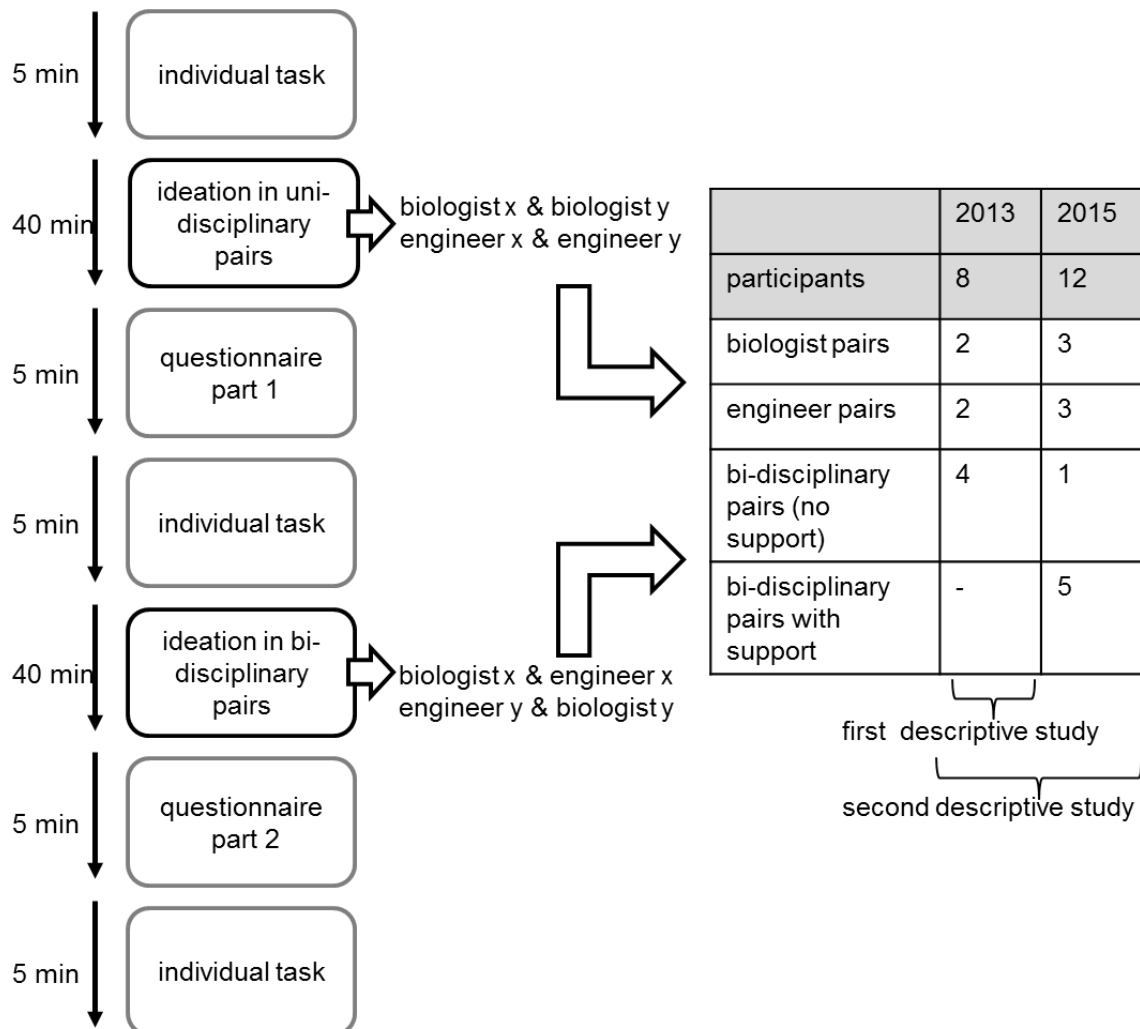 5 min
individual task
40 min
ideation in uni-
disciplinary
pairs
biologist x & biologist y
engineer x & engineer y
5 min
questionnaire
part 1
5 min
individual task
40 min
ideation in bi-
disciplinary
pairs
biologist x & engineer x
engineer y & biologist y
5 min
questionnaire
part 2
5 min
individual task
2013 2015
participants 8 12
biologist pairs 2 3
engineer pairs 2 3
bi-disciplinary 4 1
pairs (no
support)
bi-disciplinary - 5
pairs with
support
first descriptive study
second descriptive study